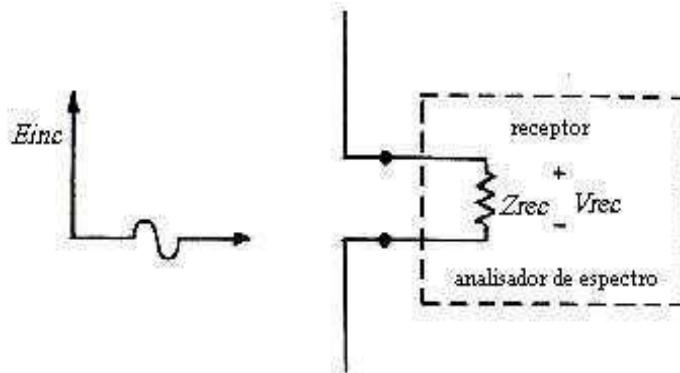 Einc
receptor
+
Zrec Vrec
−
analisador de espectro